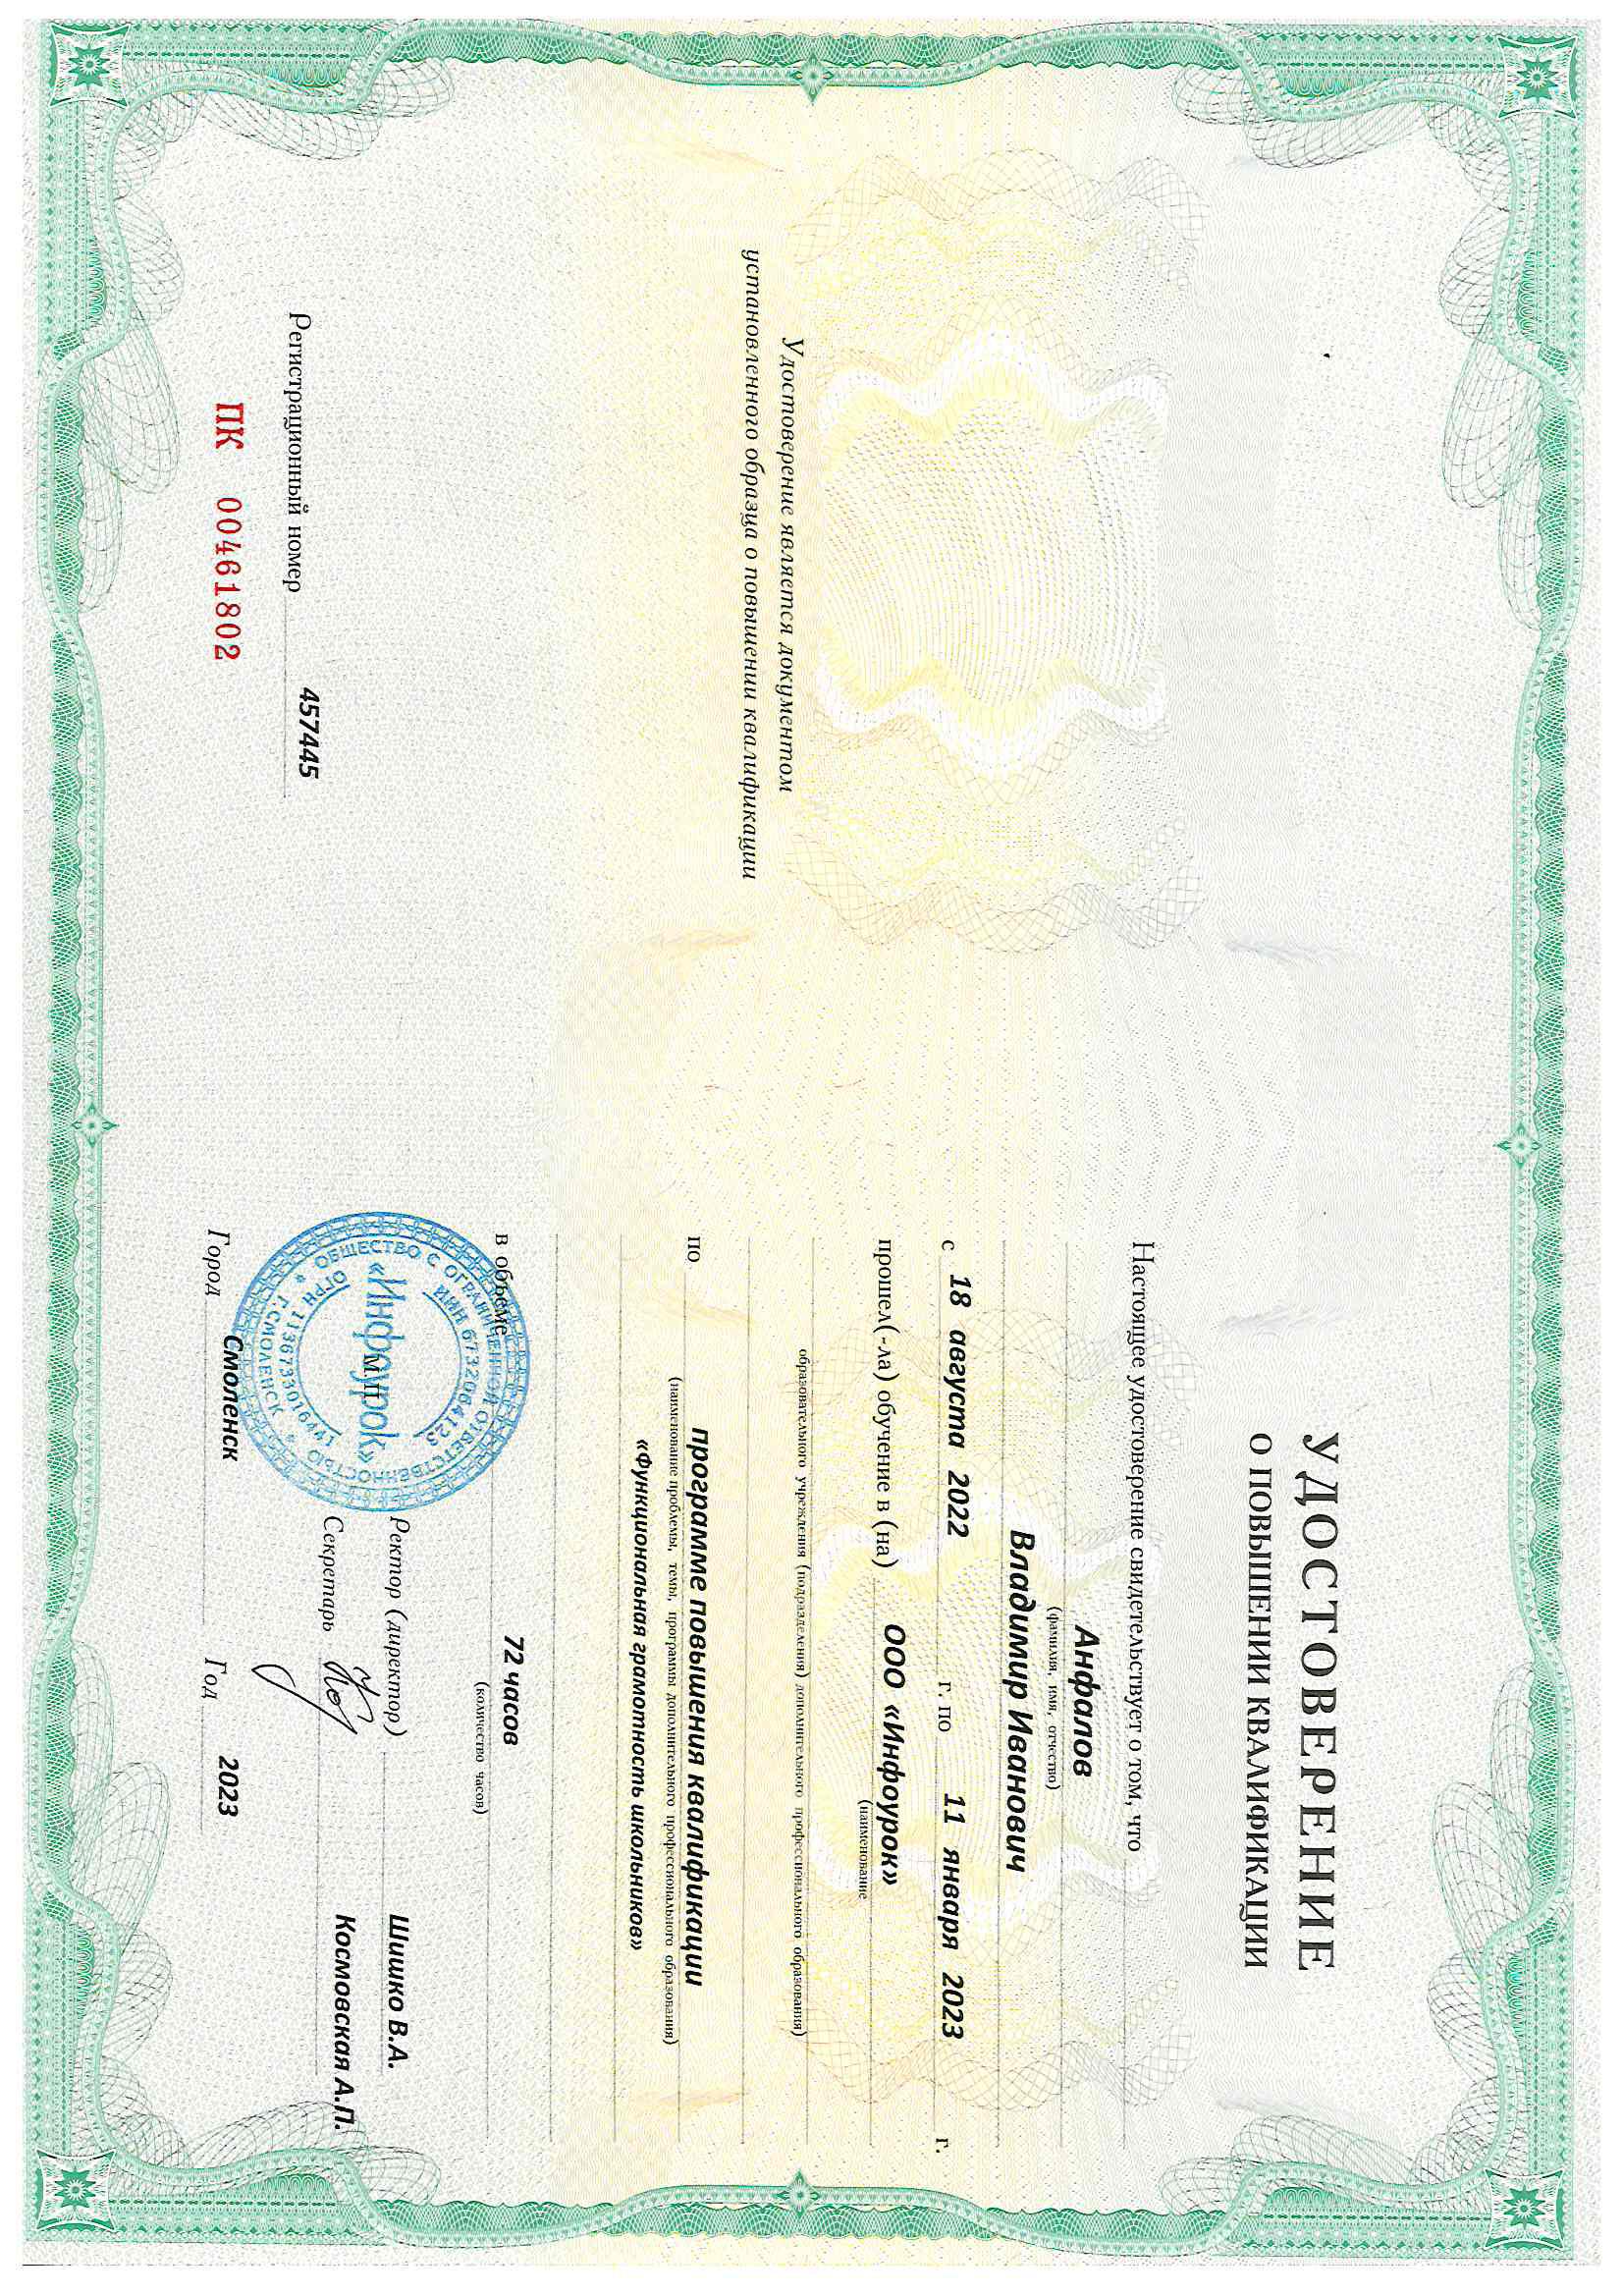 Удостоверение является документом
установленного образца о повышении квалификации
Регистрационный номер 457445
ПК 00461802
УДОСТОВЕРЕНИЕ
О ПОВЫШЕНИИ КВАЛИФИКАЦИИ
Настоящее удостоверение свидетельствует о том, что
Анфалов
(фамилия, имя, отчество)
Владимир Иванович
с 18 августа 2022 г. по 11 января 2023 г.
прошел(-ла) обучение в (на) ООО «Инфоурок»
(наименование
образовательного учреждения (подразделения) дополнительного профессионального образования)
по программе повышения квалификации
(наименование проблемы, темы, программы дополнительного профессионального образования)
«Функциональная грамотность школьников»
в объеме 72 часов
(количество часов)
ОБЩЕСТВО С ОГРАНИЧЕННОЙ ОТВЕТСТВЕННОСТЬЮ
ИНН 6732064123
«Инфоурок»
М.П.
ОГРН 1136733016441
Г.СМОЛЕНСК
Ректор (директор) Шишко В.А.
Секретарь Космовская А.П.
Город Смоленск Год 2023